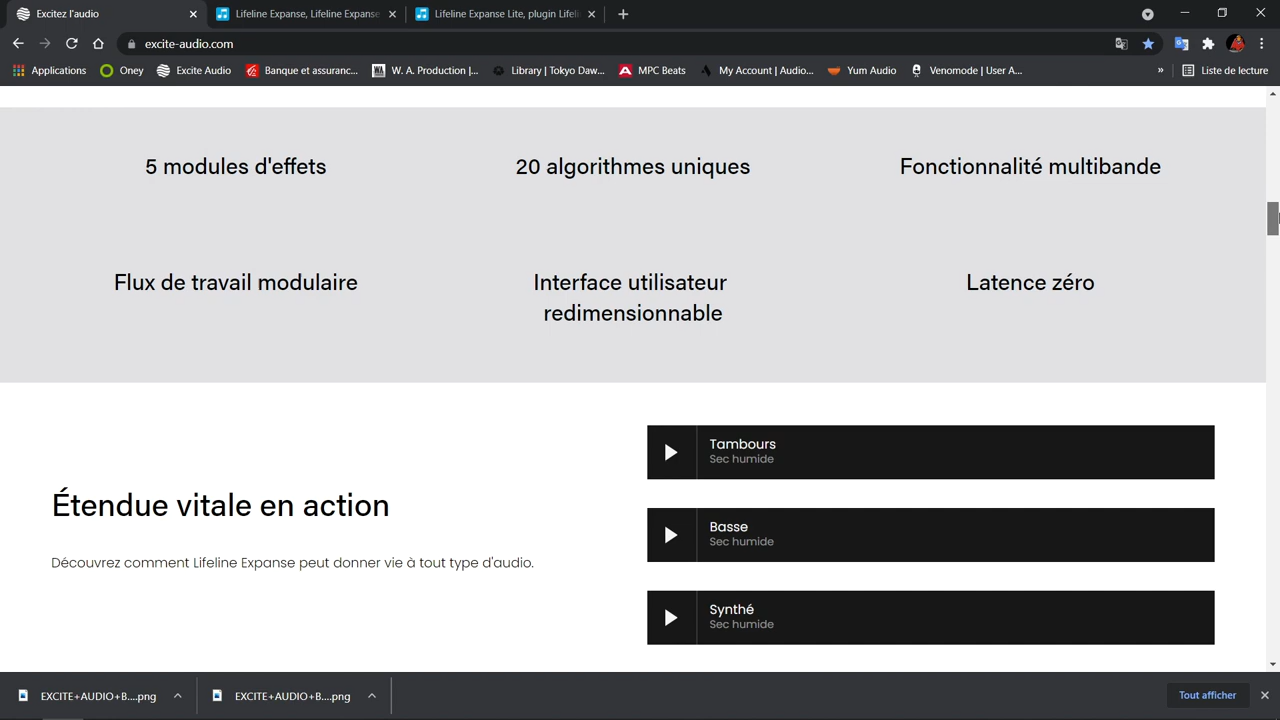 Excitez l'audio
Lifeline Expanse, Lifeline Expanse
Lifeline Expanse Lite, plugin Lifeli
excite-audio.com
Applications
Oney
Excite Audio
Banque et assuranc...
W. A. Production |...
Library | Tokyo Daw...
MPC Beats
My Account | Audio...
Yum Audio
Venomode | User A...
»
Liste de lecture
5 modules d'effets
20 algorithmes uniques
Fonctionnalité multibande
Flux de travail modulaire
Interface utilisateur
redimensionnable
Latence zéro
Étendue vitale en action
Découvrez comment Lifeline Expanse peut donner vie à tout type d'audio.
Tambours
Sec humide
Basse
Sec humide
Synthé
Sec humide
EXCITE+AUDIO+B....png
EXCITE+AUDIO+B....png
Tout afficher